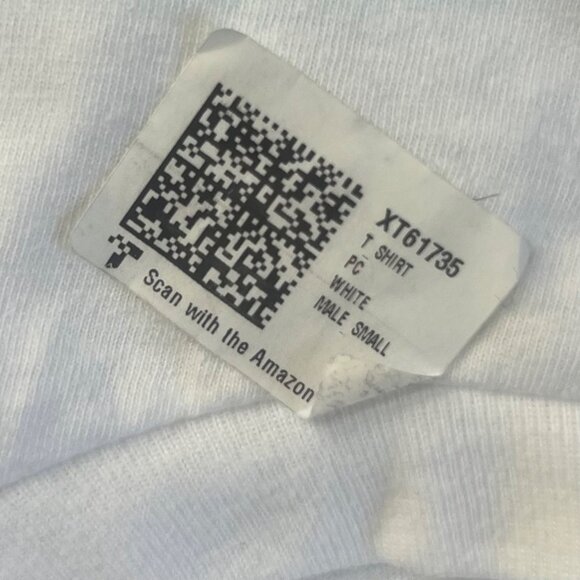 XT61735
T SHIRT
PC
WHITE
MALE SMALL
Scan with the Amazon